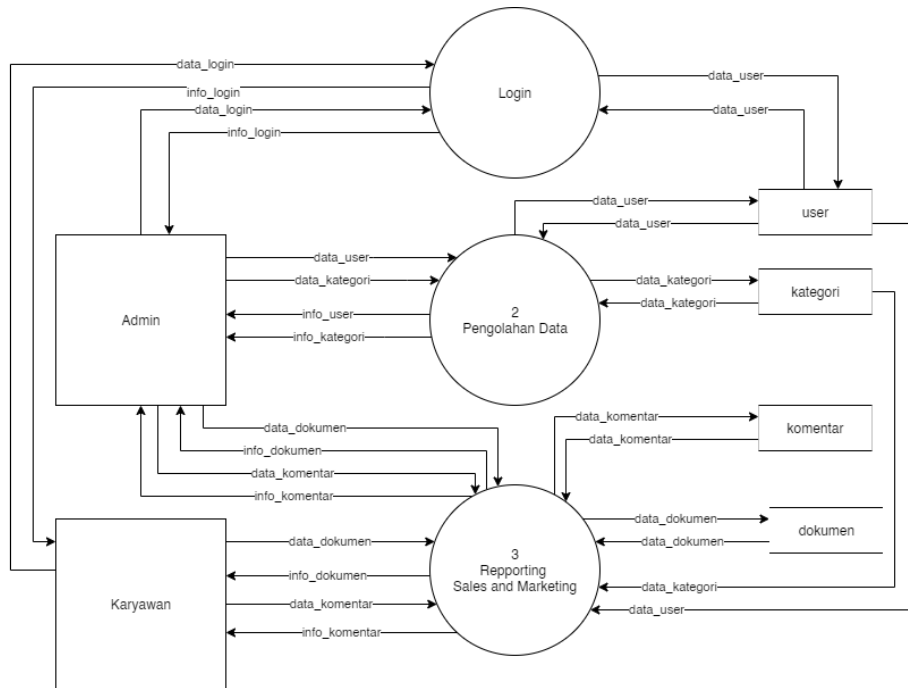 data_login
info_login
data_login
info_login
Login
data_user
data_user
user
data_user
data_user
Admin
data_user
data_kategori
info_user
info_kategori
2
Pengolahan Data
data_kategori
data_kategori
kategori
data_komentar
data_komentar
komentar
data_dokumen
info_dokumen
data_komentar
info_komentar
Karyawan
data_dokumen
info_dokumen
data_komentar
info_komentar
3
Repporting
Sales and Marketing
data_dokumen
data_dokumen
dokumen
data_kategori
data_user